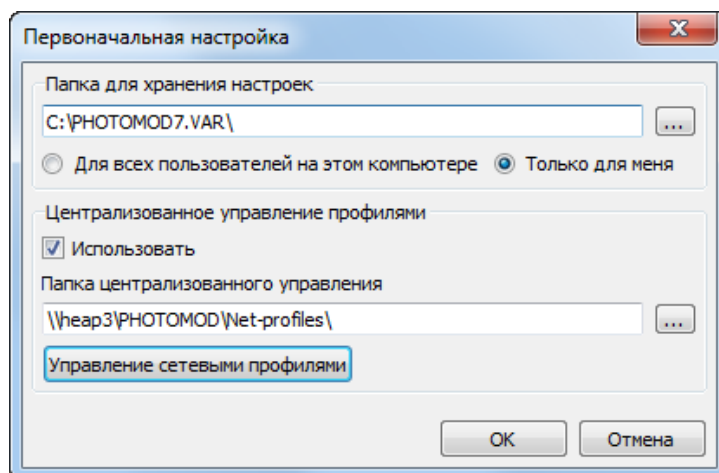 Первоначальная настройка
Папка для хранения настроек
C:\PHOTOMOD7.VAR\
...
Для всех пользователей на этом компьютере Только для меня
Централизованное управление профилями
Использовать
Папка централизованного управления
\\heap3\PHOTOMOD\Net-profiles\
...
Управление сетевыми профилями
OK Отмена